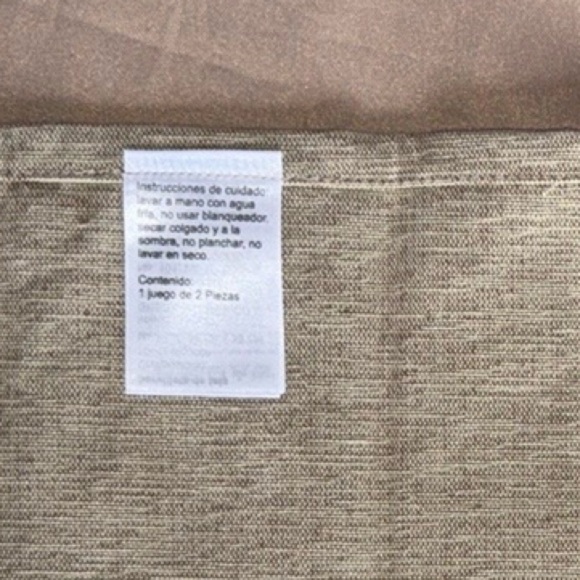 Instrucciones de cuidado:
lavar a mano con agua
fría, no usar blanqueador,
secar colgado y a la
sombra, no planchar, no
lavar en seco.
Contenido:
1 juego de 2 Piezas